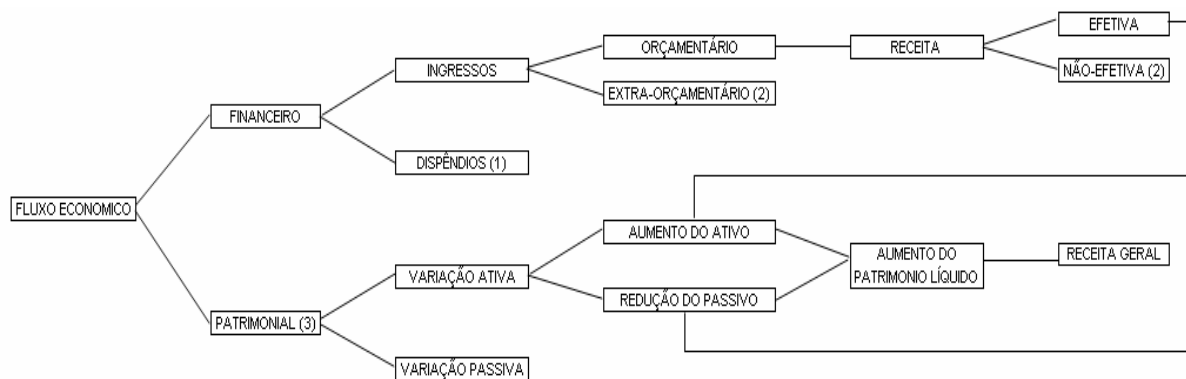 EFETIVA
ORÇAMENTÁRIO
RECEITA
INGRESSOS
NÃO-EFETIVA (2)
EXTRA-ORÇAMENTÁRIO (2)
FINANCEIRO
DISPÊNDIOS (1)
FLUXO ECONOMICO
AUMENTO DO ATIVO
AUMENTO DO
PATRIMONIO LÍQUIDO
RECEITA GERAL
VARIAÇÃO ATIVA
REDUÇÃO DO PASSIVO
PATRIMONIAL (3)
VARIAÇÃO PASSIVA